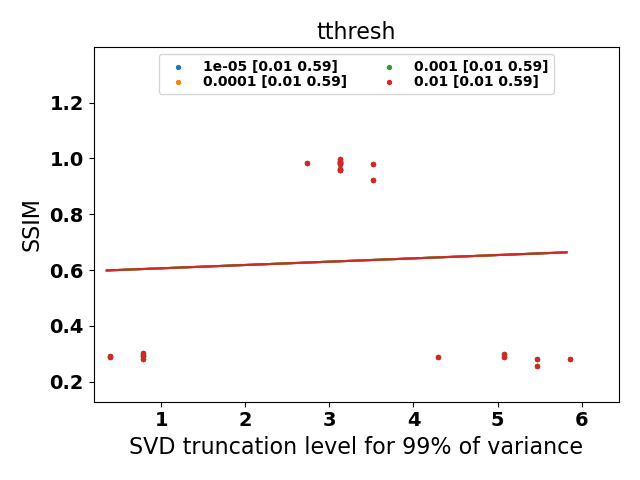 tthresh
1e-05 [0.01 0.59]
0.0001 [0.01 0.59]
0.001 [0.01 0.59]
0.01 [0.01 0.59]
1.2
1.0
0.8
0.6
0.4
0.2
SSIM
1 2 3 4 5 6
SVD truncation level for 99% of variance